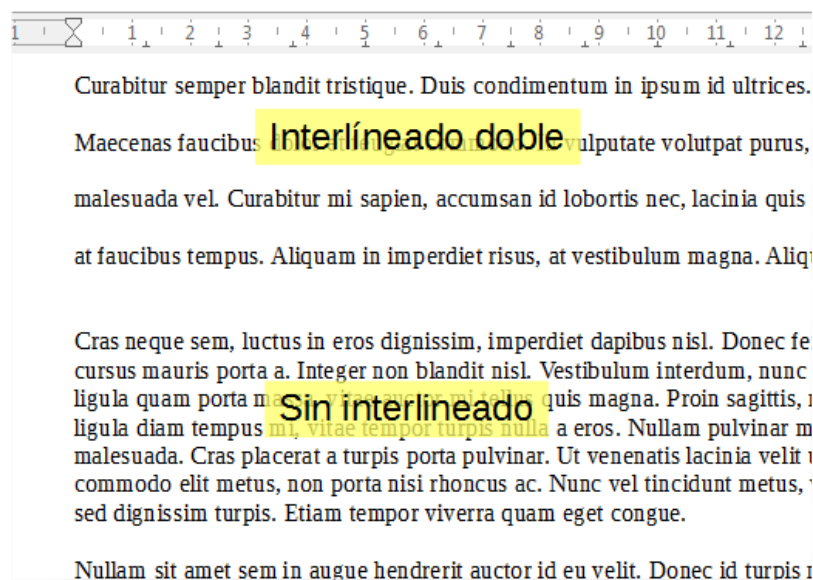 1 1 2 3 4 5 6 7 8 9 10 11 12
Curabitur semper blandit tristique. Duis condimentum in ipsum id ultrices.
Interlíneado doble
Maecenas faucibus vulputate volutpat purus,
malesuada vel. Curabitur mi sapien, accumsan id lobortis nec, lacinia quis
at faucibus tempus. Aliquam in imperdiet risus, at vestibulum magna. Aliq
Cras neque sem, luctus in eros dignissim, imperdiet dapibus nisl. Donec fe
cursus mauris porta a. Integer non blandit nisl. Vestibulum interdum, nunc
Sin interlineado
ligula quam porta magna, vitae auctor mi tellus quis magna. Proin sagittis,
ligula diam tempus mi, vitae tempor turpis nulla a eros. Nullam pulvinar m
malesuada. Cras placerat a turpis porta pulvinar. Ut venenatis lacinia velit
commodo elit metus, non porta nisi rhoncus ac. Nunc vel tincidunt metus,
sed dignissim turpis. Etiam tempor viverra quam eget congue.
Nullam sit amet sem in augue hendrerit auctor id eu velit. Donec id turpis